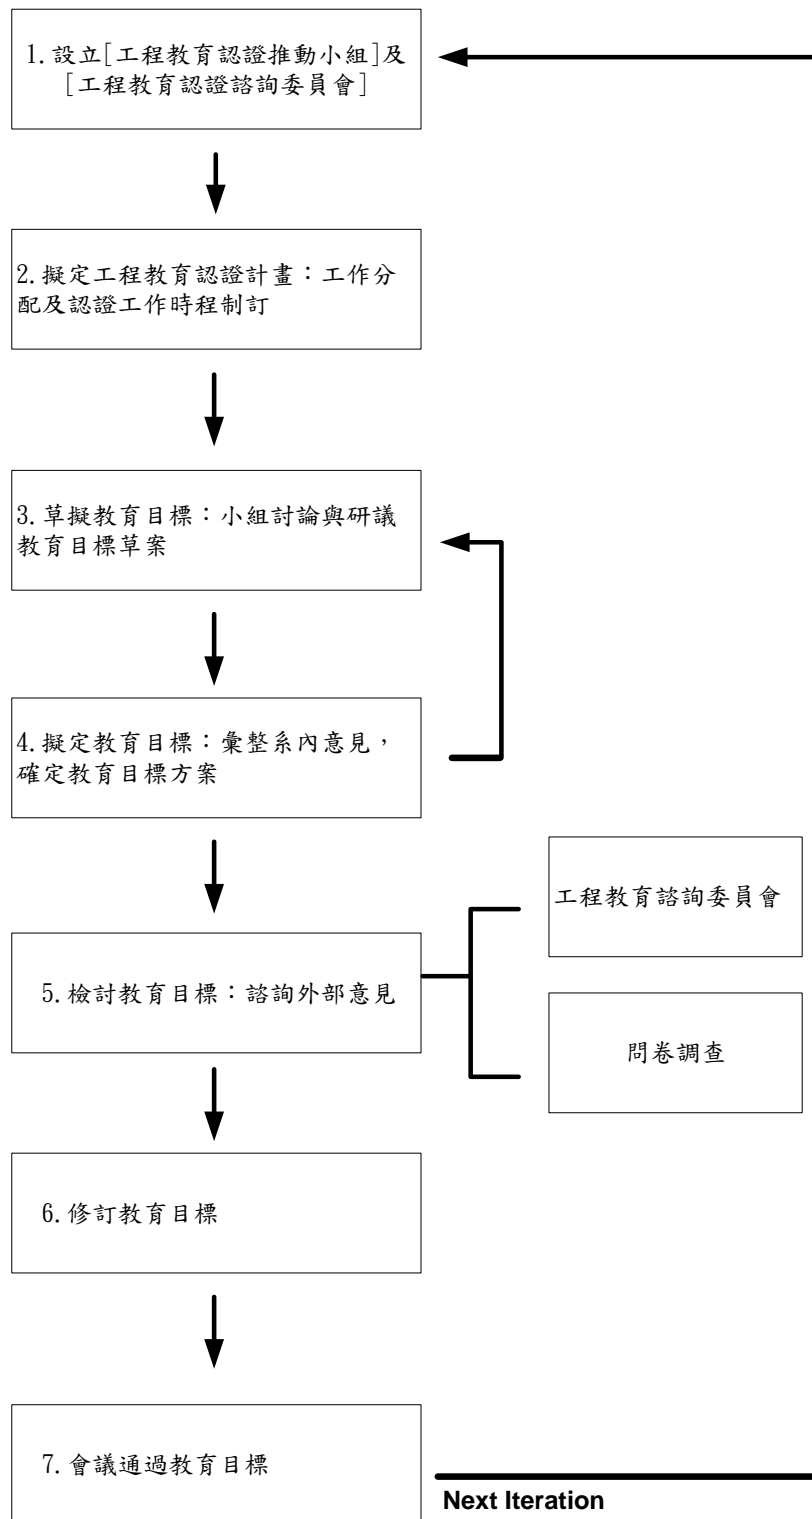 1.設立[工程教育認證推動小組]及
[工程教育認證諮詢委員會]
2.擬定工程教育認證計畫：工作分
配及認證工作時程制訂
3.草擬教育目標：小組討論與研議
教育目標草案
4.擬定教育目標：彙整系內意見，
確定教育目標方案
工程教育諮詢委員會
5.檢討教育目標：諮詢外部意見
問卷調查
6.修訂教育目標
7.會議通過教育目標
Next Iteration